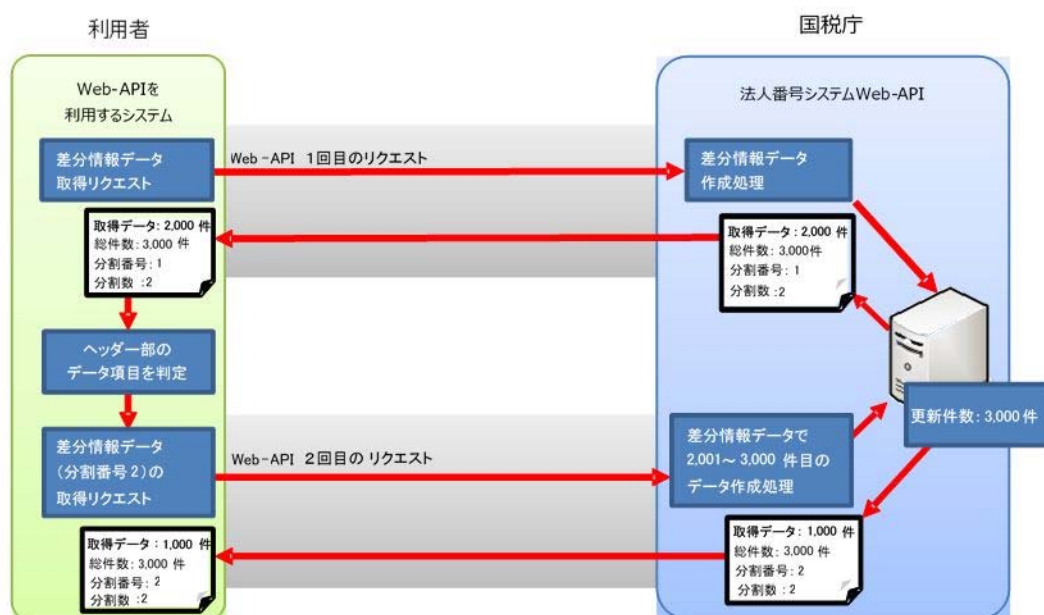 利用者
国税庁
Web-APIを
利用するシステム
法人番号システムWeb-API
差分情報データ
取得リクエスト
Web-API 1回目のリクエスト
差分情報データ
作成処理
取得データ: 2,000 件
総件数: 3,000 件
分割番号: 1
分割数 :2
取得データ: 2,000 件
総件数: 3,000件
分割番号: 1
分割数 :2
ヘッダー部の
データ項目を判定
更新件数: 3,000 件
差分情報データ
(分割番号2)の
取得リクエスト
Web-API 2回目の リクエスト
差分情報データで
2,001～3,000 件目の
データ作成処理
取得データ: 1,000 件
総件数: 3,000 件
分割番号: 2
分割数 :2
取得データ: 1,000 件
総件数: 3,000 件
分割番号: 2
分割数 :2